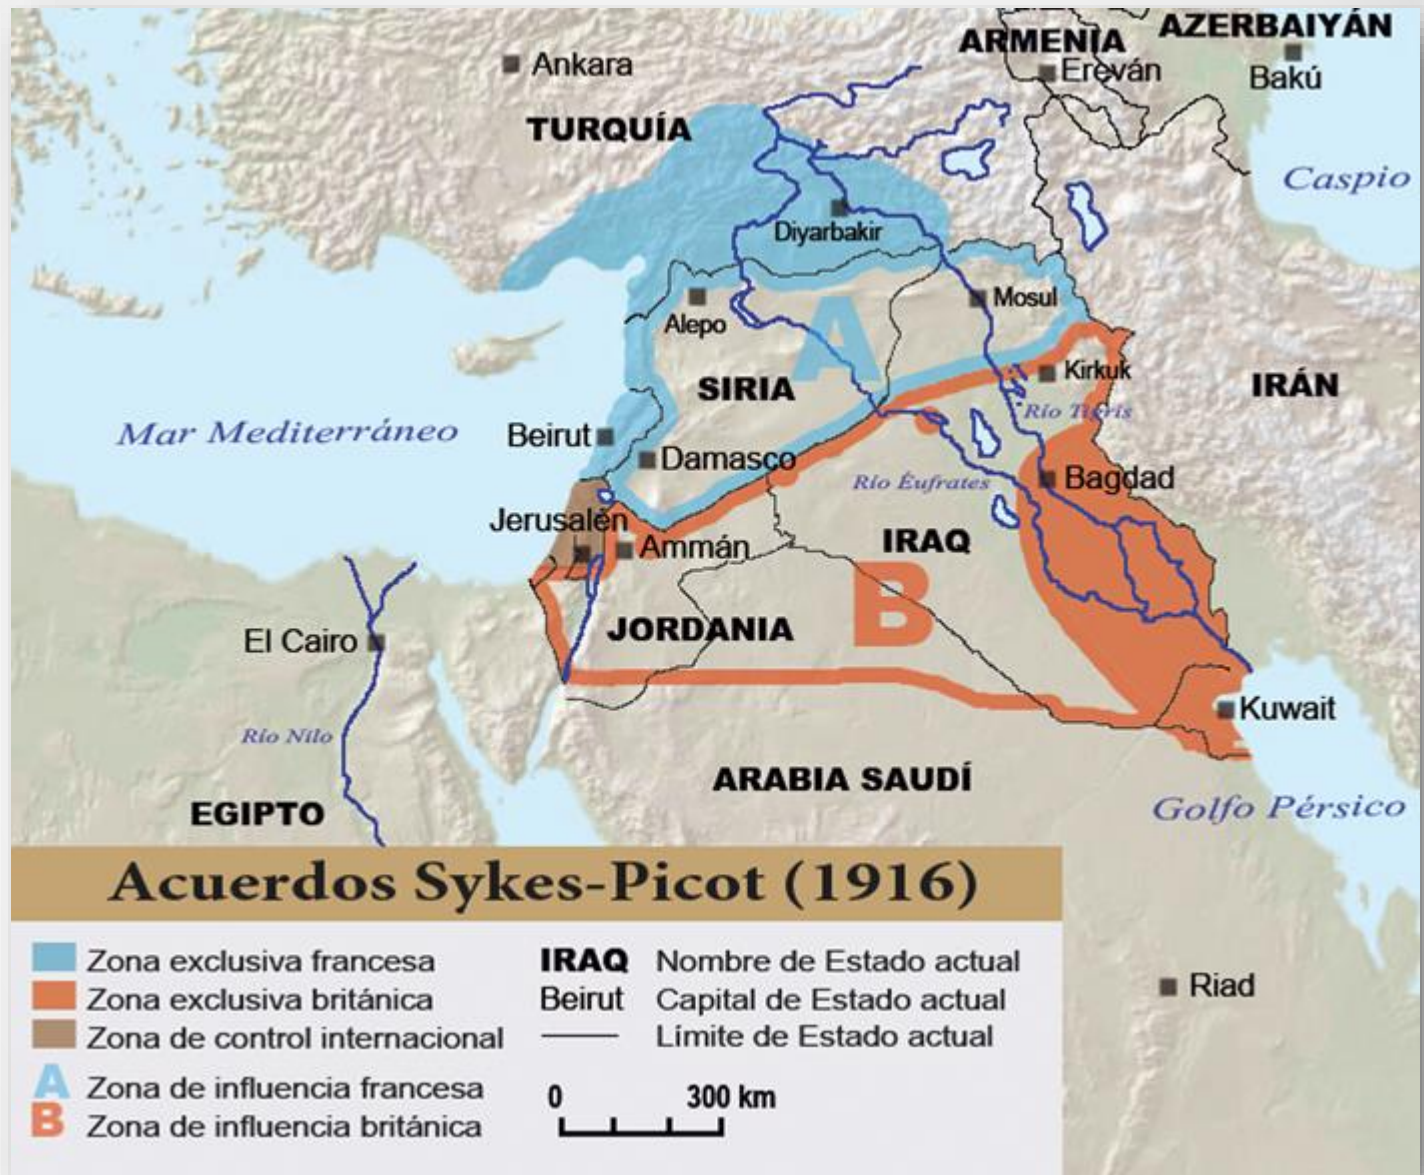 ARMENIA
AZERBAIYÁN
Ankara
Ereván
Bakú
TURQUÍA
Caspio
Diyarbakir
Mosul
Alepo
A
Kirkuk
SIRIA
IRÁN
Río Tigris
Mar Mediterráneo
Beirut
Damasco
Bagdad
Río Éufrates
Jerusalén
Ammán
IRAQ
B
JORDANIA
El Cairo
Kuwait
Río Nilo
ARABIA SAUDÍ
EGIPTO
Golfo Pérsico
Acuerdos Sykes-Picot (1916)
Zona exclusiva francesa
Zona exclusiva británica
Zona de control internacional
A Zona de influencia francesa
B Zona de influencia británica
IRAQ Nombre de Estado actual
Beirut Capital de Estado actual
Límite de Estado actual
0 300 km
Riad